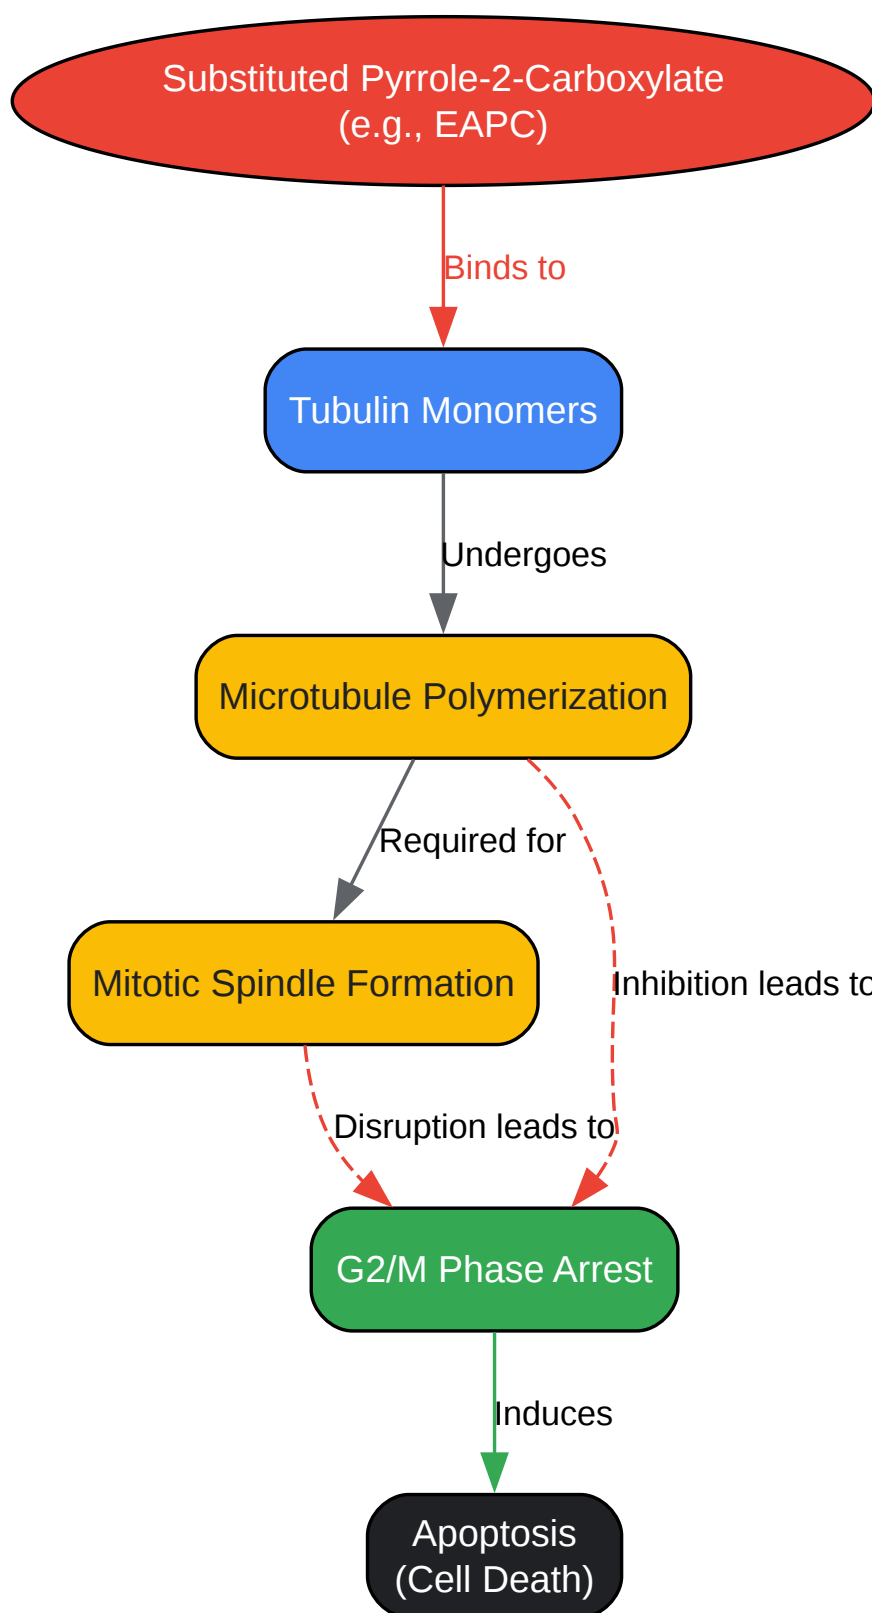 Substituted Pyrrole-2-Carboxylate
(e.g., EAPC)
Binds to
Tubulin Monomers
Undergoes
Microtubule Polymerization
Required for
Mitotic Spindle Formation
Inhibition leads to
Disruption leads to
G2/M Phase Arrest
Induces
Apoptosis
(Cell Death)